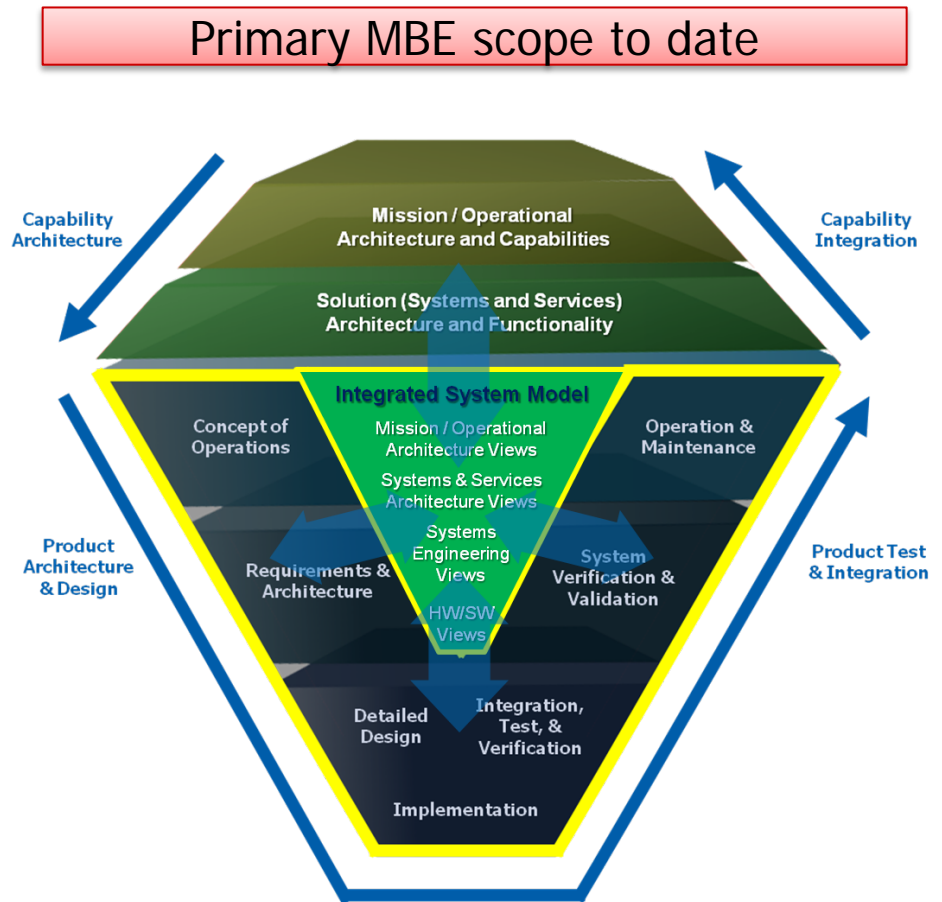 Primary MBE scope to date
Capability
Architecture
Mission / Operational
Architecture and Capabilities
Capability
Integration
Solution (Systems and Services)
Architecture and Functionality
Integrated System Model
Concept of
Operations
Mission / Operational
Architecture Views
Operation &
Maintenance
Systems & Services
Architecture Views
Systems
Engineering
Views
Product
Architecture
& Design
Requirements &
Architecture
System
Verification &
Validation
Product Test
& Integration
HW/SW
Views
Detailed
Design
Integration,
Test, &
Verification
Implementation